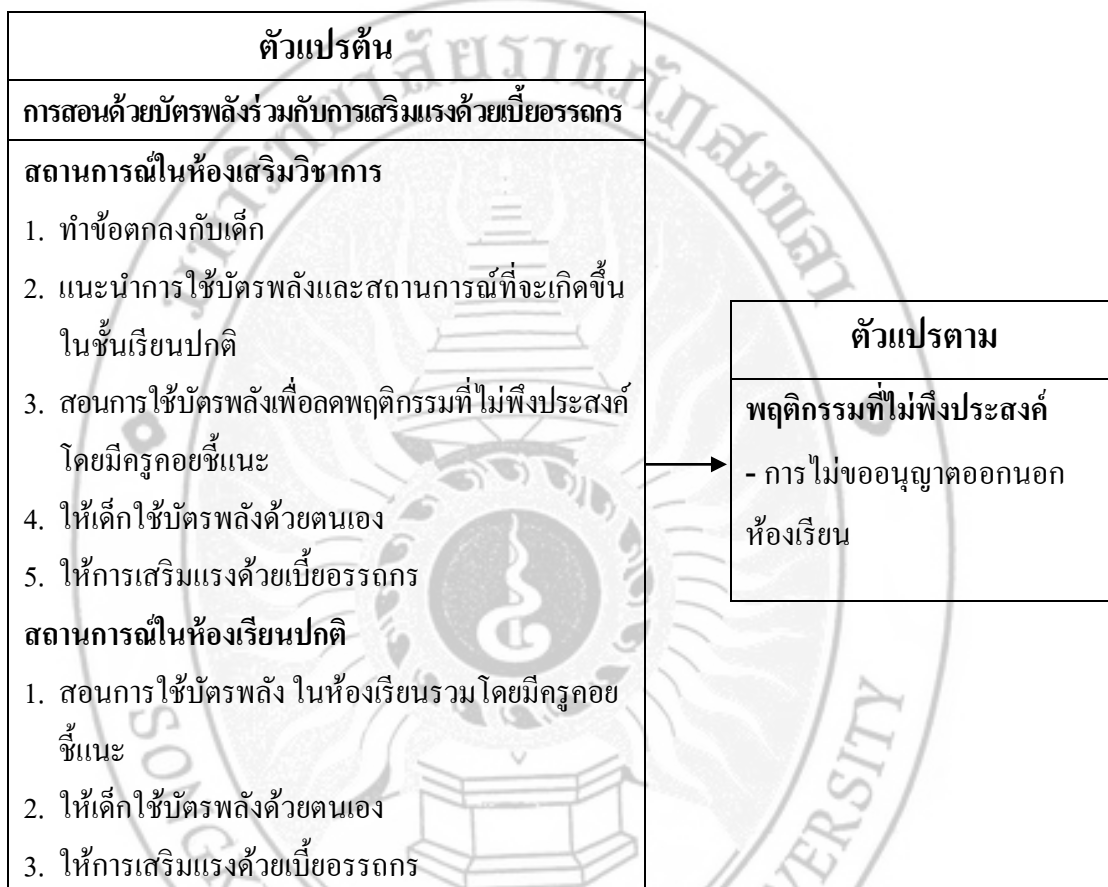 ตัวแปรต้น
การสอนด้วยบัตรพลังร่วมกับการเสริมแรงด้วยเบี้ยอรรถกร
สถานการณ์ในห้องเสริมวิชาการ
1. ทำข้อตกลงกับเด็ก
2. แนะนำการใช้บัตรพลังและสถานการณ์ที่จะเกิดขึ้น
ในชั้นเรียนปกติ
3. สอนการใช้บัตรพลังเพื่อลดพฤติกรรมที่ไม่พึงประสงค์
โดยมีครูคอยชี้แนะ
4. ให้เด็กใช้บัตรพลังด้วยตนเอง
5. ให้การเสริมแรงด้วยเบี้ยอรรถกร
สถานการณ์ในห้องเรียนปกติ
1. สอนการใช้บัตรพลัง ในห้องเรียนรวมโดยมีครูคอย
ชี้แนะ
2. ให้เด็กใช้บัตรพลังด้วยตนเอง
3. ให้การเสริมแรงด้วยเบี้ยอรรถกร
ตัวแปรตาม
พฤติกรรมที่ไม่พึงประสงค์
- การไม่ขออนุญาตออกนอก
ห้องเรียน